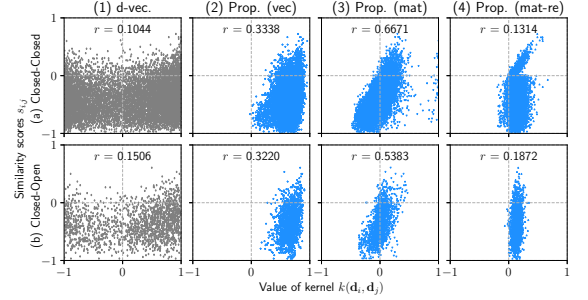 (1) d-vec. (2) Prop. (vec) (3) Prop. (mat) (4) Prop. (mat-re)
Similarity scores s_{i,j}
(a) Closed-Closed
1 0 −1
r = 0.1044 r = 0.3338 r = 0.6671 r = 0.1314
(b) Closed-Open
1 0 −1
r = 0.1506 r = 0.3220 r = 0.5383 r = 0.1872
−1 0 1 −1 0 1 −1 0 1 −1 0 1
Value of kernel k(d_i, d_j)